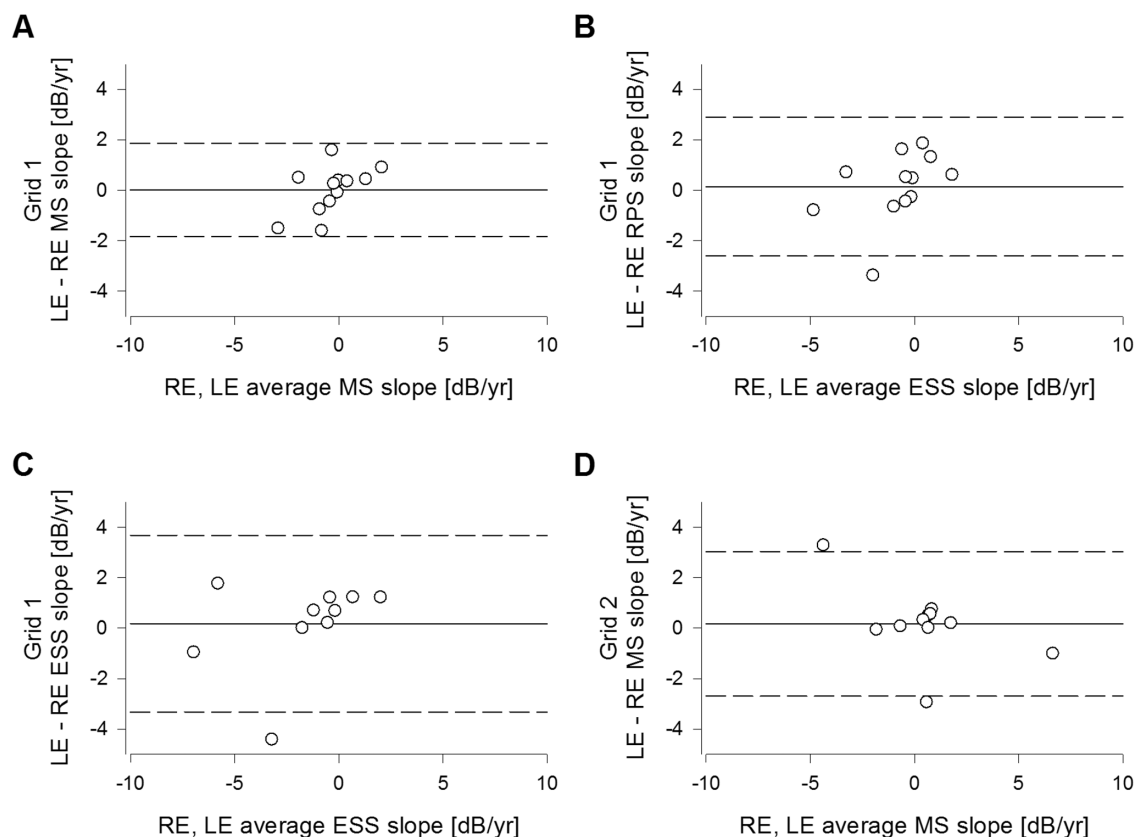 A
Grid 1
LE - RE MS slope [dB/yr]
4
2
0
-2
-4
-10
-5
0
5
10
RE, LE average MS slope [dB/yr]
B
Grid 1
LE - RE RPS slope [dB/yr]
4
2
0
-2
-4
-10
-5
0
5
10
RE, LE average ESS slope [dB/yr]
C
Grid 1
LE - RE ESS slope [dB/yr]
4
2
0
-2
-4
-10
-5
0
5
10
RE, LE average ESS slope [dB/yr]
D
Grid 2
LE - RE MS slope [dB/yr]
4
2
0
-2
-4
-10
-5
0
5
10
RE, LE average MS slope [dB/yr]